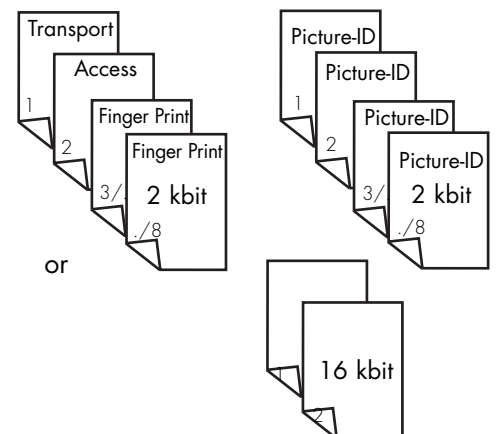 Transport
1
Access
2
Finger Print
3/.
Finger Print
2 kbit
./8
or
Picture-ID
1
Picture-ID
2
Picture-ID
3/.
Picture-ID
2 kbit
./8
1
16 kbit
2